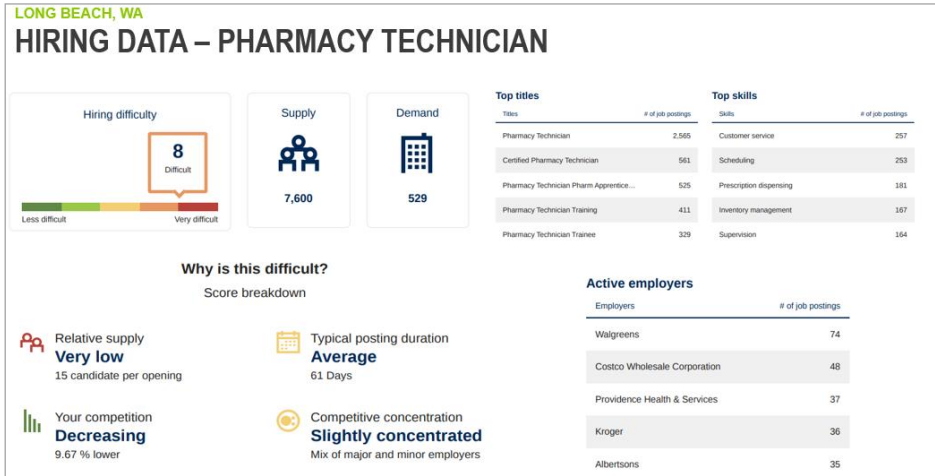 LONG BEACH, WA
HIRING DATA – PHARMACY TECHNICIAN
Hiring difficulty
8
Difficult
Less difficult Very difficult
Supply
7,600
Demand
529
Top titles
Titles # of job postings
Pharmacy Technician 2,565
Certified Pharmacy Technician 561
Pharmacy Technician Pharm Apprentice... 525
Pharmacy Technician Training 411
Pharmacy Technician Trainee 329
Top skills
Skills # of job postings
Customer service 257
Scheduling 253
Prescription dispensing 181
Inventory management 167
Supervision 164
Why is this difficult?
Score breakdown
Relative supply
Very low
15 candidate per opening
Typical posting duration
Average
61 Days
Your competition
Decreasing
9.67 % lower
Competitive concentration
Slightly concentrated
Mix of major and minor employers
Active employers
Employers # of job postings
Walgreens 74
Costco Wholesale Corporation 48
Providence Health & Services 37
Kroger 36
Albertsons 35